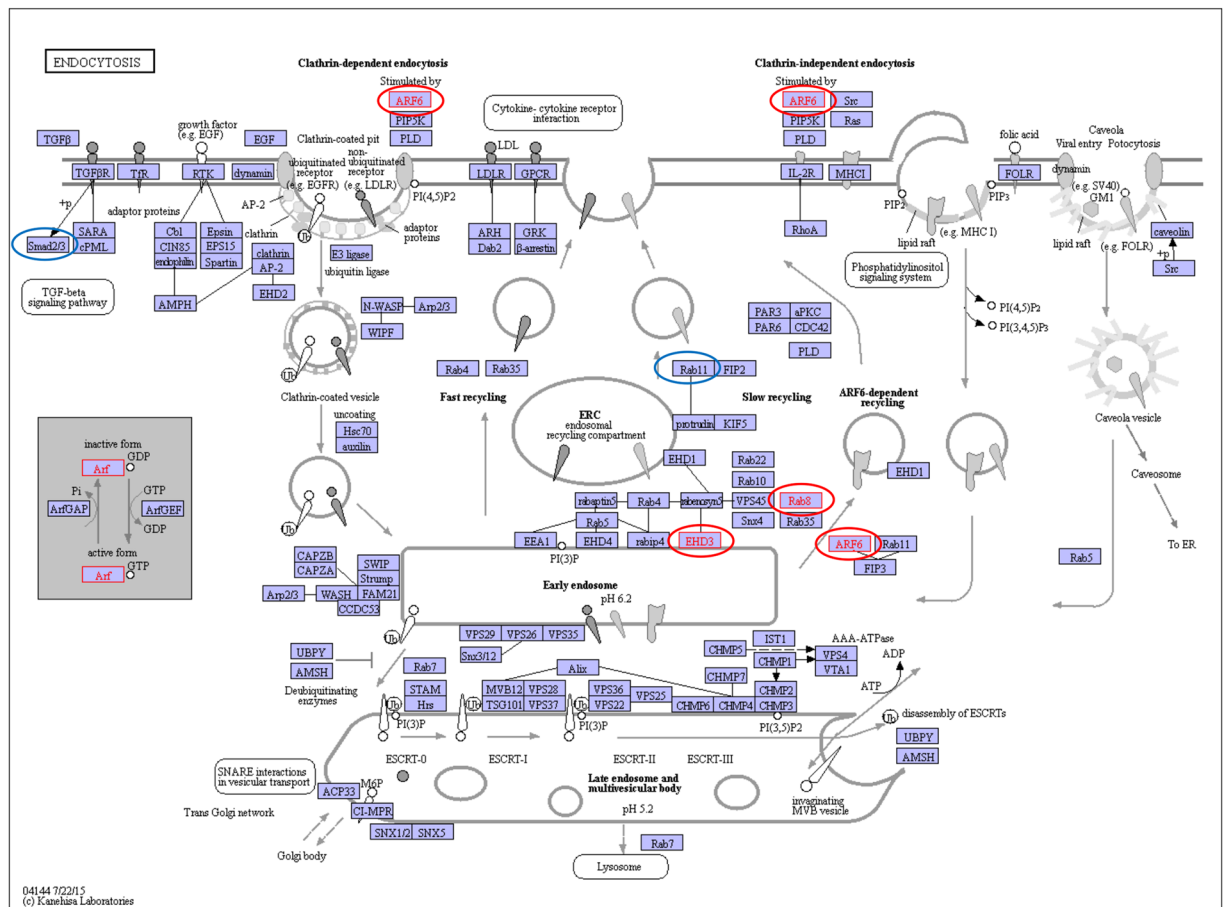 ENDOCYTOSIS
Clathrin-dependent endocytosis
Stimulated by
ARF6
PIP5K
PLD
Clathrin-independent endocytosis
Stimulated by
ARF6
Src
PIP5K
Ras
PLD
Cytokine- cytokine receptor
interaction
TGFβ
growth factor
(e.g. EGF)
EGF
Clathrin-coated pit
non-
ubiquitinated
receptor
(e.g. LDLR)
ubiquitinated
receptor
(e.g. EGFR)
LDL
folic acid
Caveola
Viral entry
Potocytosis
TGFβR
TfR
RTK
dynamin
LDLR
GPCR
IL-2R
MHCI
FOLR
dynamin
(e.g. SV40)
GM1
PI(4,5)P2
PIP2
PIP3
+p
adaptor proteins
AP-2
Ub
adaptor
proteins
SARA
cPML
Smad2/3
Cbl
CIN85
endophilin
Epsin
EPS15
Spartin
AMPH
clathrin
AP-2
EHD2
E3 ligase
ubiquitin ligase
ARH
Dab2
GRK
β-arrestin
RhoA
lipid raft
(e.g. MHC I)
lipid raft
(e.g. FOLR)
caveolin
+p
Src
TGF-beta
signaling pathway
Phosphatidylinositol
signaling system
N-WASP
Arp2/3
WIPF
PAR3
aPKC
PAR6
CDC42
PLD
PI(4,5)P2
PI(3,4,5)P3
Ub
Rab4
Rab35
Rab11
FIP2
Clathrin-coated vesicle
Fast recycling
Slow recycling
ARF6-dependent
recycling
Caveola vesicle
uncoating
Hsc70
auxilin
ERC
endosomal
recycling compartment
protrudin
KIF5
EHD1
EHD1
Caveosome
To ER
inactive form
GDP
Arf
Pi
GTP
ArfGAP
ArfGEF
GDP
active form
GTP
Arf
Ub
Rab22
Rab10
rabaptin5
Rab4
rabenosyn5
VPS45
Rab8
Rab5
Snx4
Rab35
EEA1
EHD4
rabip4
EHD3
PI(3)P
ARF6
Rab11
FIP3
Rab5
CAPZB
CAPZA
SWIP
Strump
Arp2/3
WASH
FAM21
CCDC53
Early endosome
pH 6.2
Ub
VPS29
VPS26
VPS35
Snx3/12
UBPY
AMSH
Deubiquitinating
enzymes
Rab7
STAM
Hrs
Alix
MVB12
VPS28
TSG101
VPS37
VPS36
VPS22
VPS25
CHMP7
CHMP6
CHMP4
IST1
CHMP5
CHMP1
CHMP2
CHMP3
AAA-ATPase
VPS4
VTA1
ADP
ATP
Ub
Ub
Ub
PI(3)P
PI(3)P
PI(3,5)P2
Ub
disassembly of ESCRTs
UBPY
AMSH
ESCRT-0
ESCRT-I
ESCRT-II
ESCRT-III
SNARE interactions
in vesicular transport
ACP33
M6P
CI-MPR
Late endosome and
multivesicular body
pH 5.2
invaginating
MVB vesicle
Trans Golgi network
SNX1/2
SNX5
Golgi body
Rab7
Lysosome
04144 7/22/15
(c) Kanehisa Laboratories